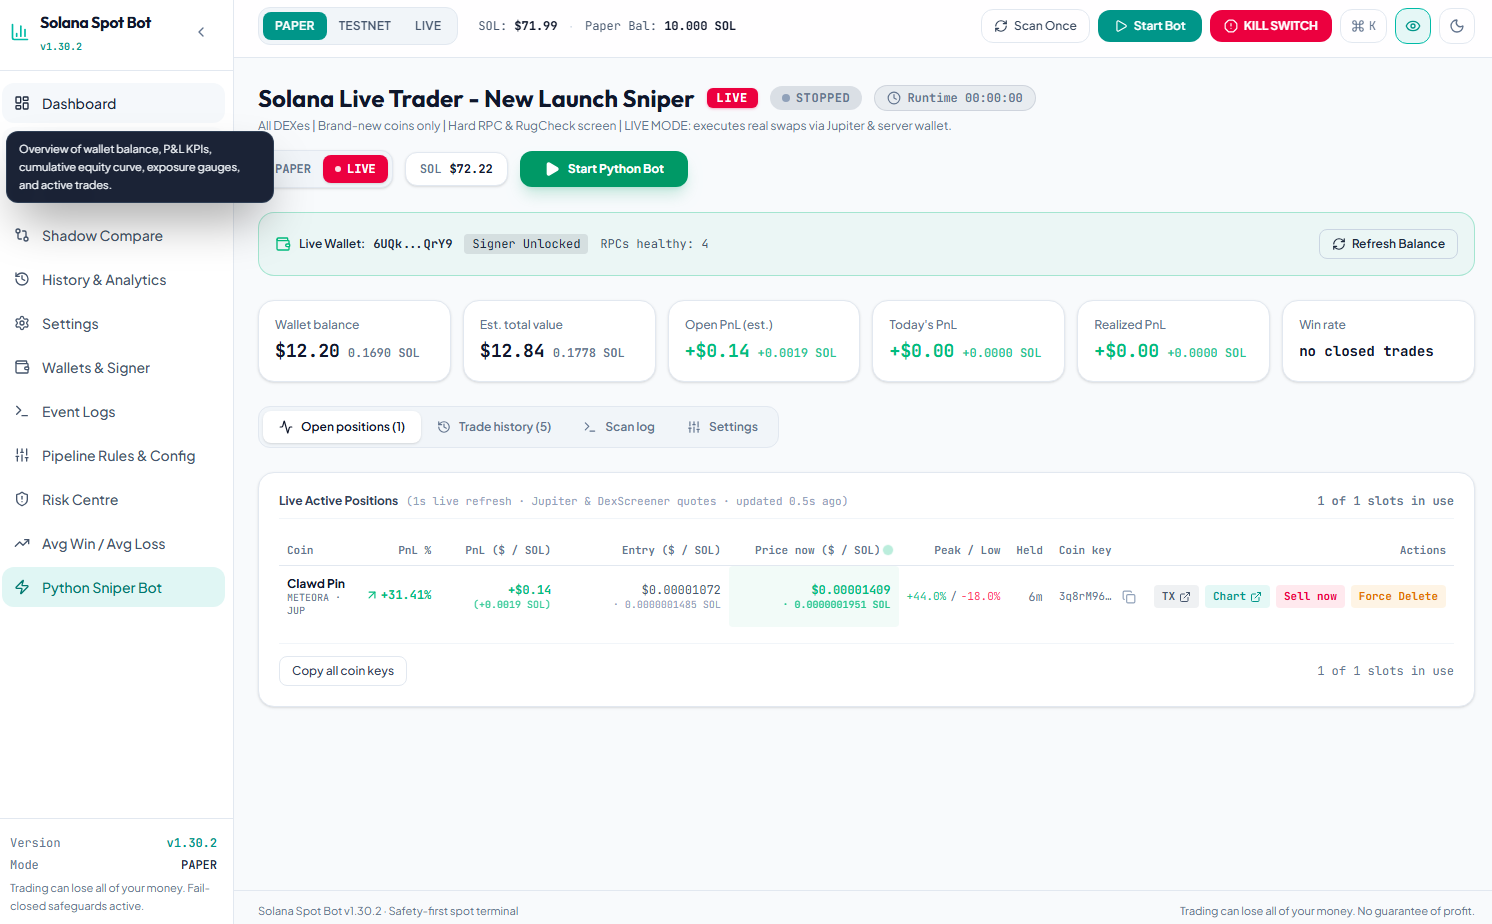 Solana Spot Bot
v1.30.2
PAPER TESTNET LIVE SOL: $71.99 · Paper Bal: 10.000 SOL Scan Once Start Bot KILL SWITCH ⌘ K
Dashboard
Overview of wallet balance, P&L KPIs,
cumulative equity curve, exposure gauges,
and active trades.
Shadow Compare
History & Analytics
Settings
Wallets & Signer
Event Logs
Pipeline Rules & Config
Risk Centre
Avg Win / Avg Loss
Python Sniper Bot
Version v1.30.2
Mode PAPER
Trading can lose all of your money. Fail-
closed safeguards active.
Solana Live Trader - New Launch Sniper LIVE STOPPED Runtime 00:00:00
All DEXes | Brand-new coins only | Hard RPC & RugCheck screen | LIVE MODE: executes real swaps via Jupiter & server wallet.
PAPER LIVE SOL $72.22 Start Python Bot
Live Wallet: 6UQk...QrY9 Signer Unlocked RPCs healthy: 4 Refresh Balance
Wallet balance
$12.20 0.1690 SOL
Est. total value
$12.84 0.1778 SOL
Open PnL (est.)
+$0.14 +0.0019 SOL
Today's PnL
+$0.00 +0.0000 SOL
Realized PnL
+$0.00 +0.0000 SOL
Win rate
no closed trades
Open positions (1) Trade history (5) Scan log Settings
Live Active Positions (1s live refresh · Jupiter & DexScreener quotes · updated 0.5s ago) 1 of 1 slots in use
Coin PnL % PnL ($ / SOL) Entry ($ / SOL) Price now ($ / SOL) Peak / Low Held Coin key Actions
Clawd Pin
METEORA ·
JUP
+31.41%
+$0.14
(+0.0019 SOL)
$0.00001072
· 0.0000001485 SOL
$0.00001409
· 0.0000001951 SOL
+44.0% / -18.0% 6m 3q8rM96… TX Chart Sell now Force Delete
Copy all coin keys 1 of 1 slots in use
Solana Spot Bot v1.30.2 · Safety-first spot terminal Trading can lose all of your money. No guarantee of profit.